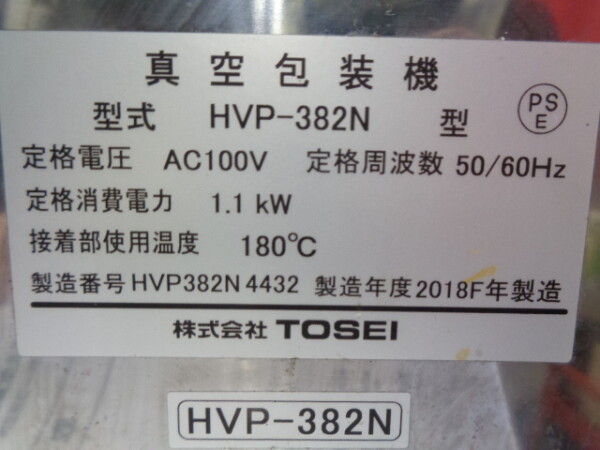 真空包装機
型式 HVP-382N 型 PSE
定格電圧 AC100V 定格周波数 50/60Hz
定格消費電力 1.1 kW
接着部使用温度 180℃
製造番号 HVP382N 4432 製造年度 2018F年製造
株式会社 TOSEI
HVP-382N